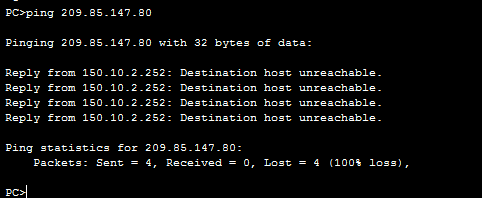 PC>ping 209.85.147.80
Pinging 209.85.147.80 with 32 bytes of data:
Reply from 150.10.2.252: Destination host unreachable.
Reply from 150.10.2.252: Destination host unreachable.
Reply from 150.10.2.252: Destination host unreachable.
Reply from 150.10.2.252: Destination host unreachable.
Ping statistics for 209.85.147.80:
    Packets: Sent = 4, Received = 0, Lost = 4 (100% loss),
PC>